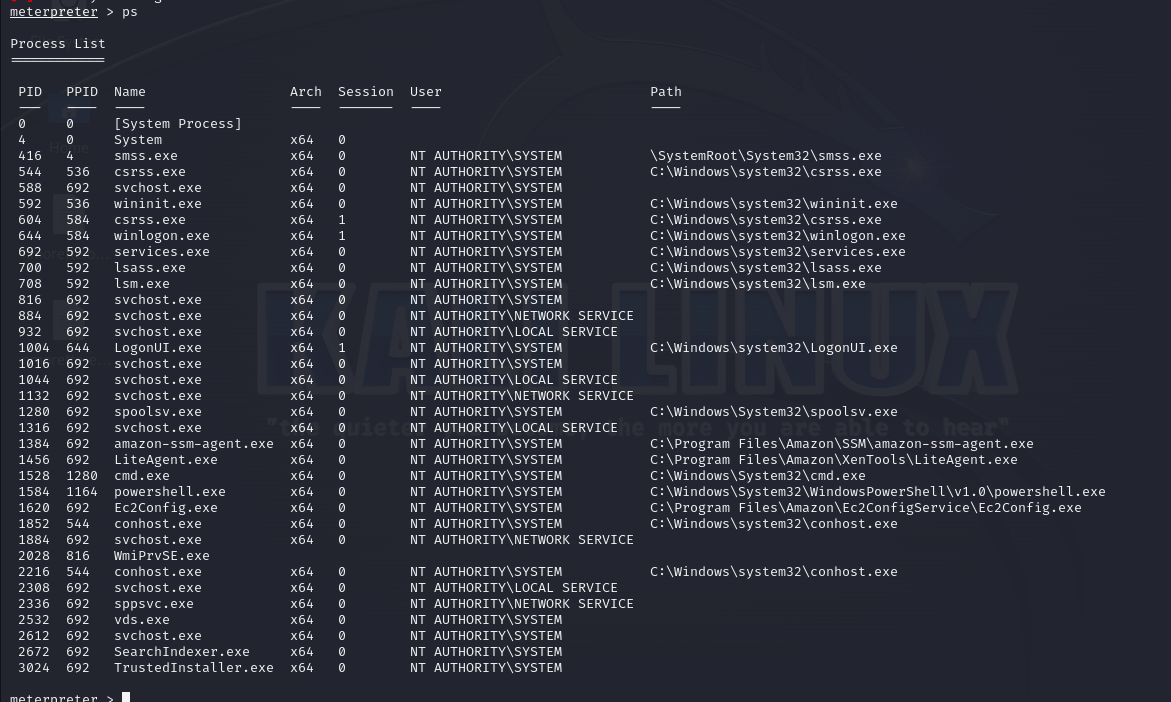 meterpreter > ps
Process List
PID PPID Name Arch Session User Path
0 0 [System Process]
4 0 System x64 0
416 4 smss.exe x64 0 NT AUTHORITY\SYSTEM \SystemRoot\System32\smss.exe
544 536 csrss.exe x64 0 NT AUTHORITY\SYSTEM C:\Windows\system32\csrss.exe
588 692 svchost.exe x64 0 NT AUTHORITY\SYSTEM
592 536 wininit.exe x64 0 NT AUTHORITY\SYSTEM C:\Windows\system32\wininit.exe
604 584 csrss.exe x64 1 NT AUTHORITY\SYSTEM C:\Windows\system32\csrss.exe
644 584 winlogon.exe x64 1 NT AUTHORITY\SYSTEM C:\Windows\system32\winlogon.exe
692 592 services.exe x64 0 NT AUTHORITY\SYSTEM C:\Windows\system32\services.exe
700 592 lsass.exe x64 0 NT AUTHORITY\SYSTEM C:\Windows\system32\lsass.exe
708 592 lsm.exe x64 0 NT AUTHORITY\SYSTEM C:\Windows\system32\lsm.exe
816 692 svchost.exe x64 0 NT AUTHORITY\SYSTEM
884 692 svchost.exe x64 0 NT AUTHORITY\NETWORK SERVICE
932 692 svchost.exe x64 0 NT AUTHORITY\LOCAL SERVICE
1004 644 LogonUI.exe x64 1 NT AUTHORITY\SYSTEM C:\Windows\system32\LogonUI.exe
1016 692 svchost.exe x64 0 NT AUTHORITY\SYSTEM
1044 692 svchost.exe x64 0 NT AUTHORITY\LOCAL SERVICE
1132 692 svchost.exe x64 0 NT AUTHORITY\NETWORK SERVICE
1280 692 spoolsv.exe x64 0 NT AUTHORITY\SYSTEM C:\Windows\System32\spoolsv.exe
1316 692 svchost.exe x64 0 NT AUTHORITY\LOCAL SERVICE
1384 692 amazon-ssm-agent.exe x64 0 NT AUTHORITY\SYSTEM C:\Program Files\Amazon\SSM\amazon-ssm-agent.exe
1456 692 LiteAgent.exe x64 0 NT AUTHORITY\SYSTEM C:\Program Files\Amazon\XenTools\LiteAgent.exe
1528 1280 cmd.exe x64 0 NT AUTHORITY\SYSTEM C:\Windows\System32\cmd.exe
1584 1164 powershell.exe x64 0 NT AUTHORITY\SYSTEM C:\Windows\System32\WindowsPowerShell\v1.0\powershell.exe
1620 692 Ec2Config.exe x64 0 NT AUTHORITY\SYSTEM C:\Program Files\Amazon\Ec2ConfigService\Ec2Config.exe
1852 544 conhost.exe x64 0 NT AUTHORITY\SYSTEM C:\Windows\system32\conhost.exe
1884 692 svchost.exe x64 0 NT AUTHORITY\NETWORK SERVICE
2028 816 WmiPrvSE.exe
2216 544 conhost.exe x64 0 NT AUTHORITY\SYSTEM C:\Windows\system32\conhost.exe
2308 692 svchost.exe x64 0 NT AUTHORITY\LOCAL SERVICE
2336 692 sppsvc.exe x64 0 NT AUTHORITY\NETWORK SERVICE
2532 692 vds.exe x64 0 NT AUTHORITY\SYSTEM
2612 692 svchost.exe x64 0 NT AUTHORITY\SYSTEM
2672 692 SearchIndexer.exe x64 0 NT AUTHORITY\SYSTEM
3024 692 TrustedInstaller.exe x64 0 NT AUTHORITY\SYSTEM
meterpreter >
KALI LINUX
the more you are able to hear"
Home